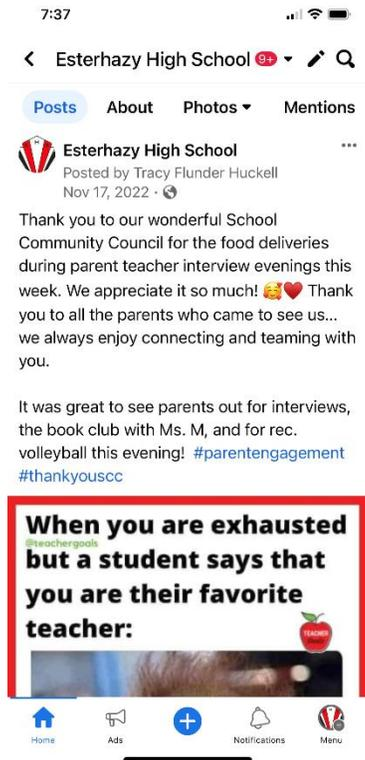 7:37
Esterhazy High School 9+
Posts About Photos Mentions
Esterhazy High School
Posted by Tracy Flunder Huckell
Nov 17, 2022 ·
Thank you to our wonderful School
Community Council for the food deliveries
during parent teacher interview evenings this
week. We appreciate it so much! 🥰♥️ Thank
you to all the parents who came to see us...
we always enjoy connecting and teaming with
you.
It was great to see parents out for interviews,
the book club with Ms. M, and for rec.
volleyball this evening! #parentengagement
#thankyouscc
When you are exhausted
@teachergoals
but a student says that
you are their favorite
teacher:
TEACHER
Home Ads Notifications Menu